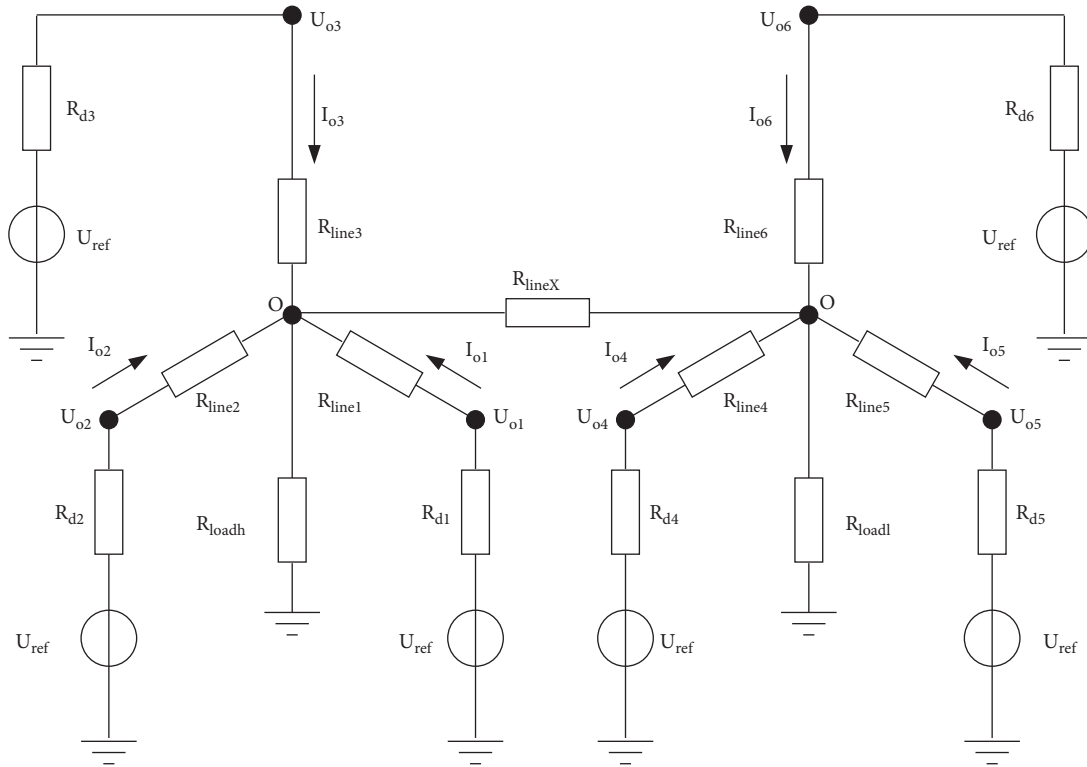 U_o3
U_o6
R_d3
I_o3
I_o6
R_d6
U_ref
R_line3
R_line6
U_ref
R_lineX
O
O
I_o2
I_o1
I_o4
I_o5
R_line2
R_line1
R_line4
R_line5
U_o2
U_o1
U_o4
U_o5
R_d2
R_loadh
R_d1
R_d4
R_loadl
R_d5
U_ref
U_ref
U_ref
U_ref